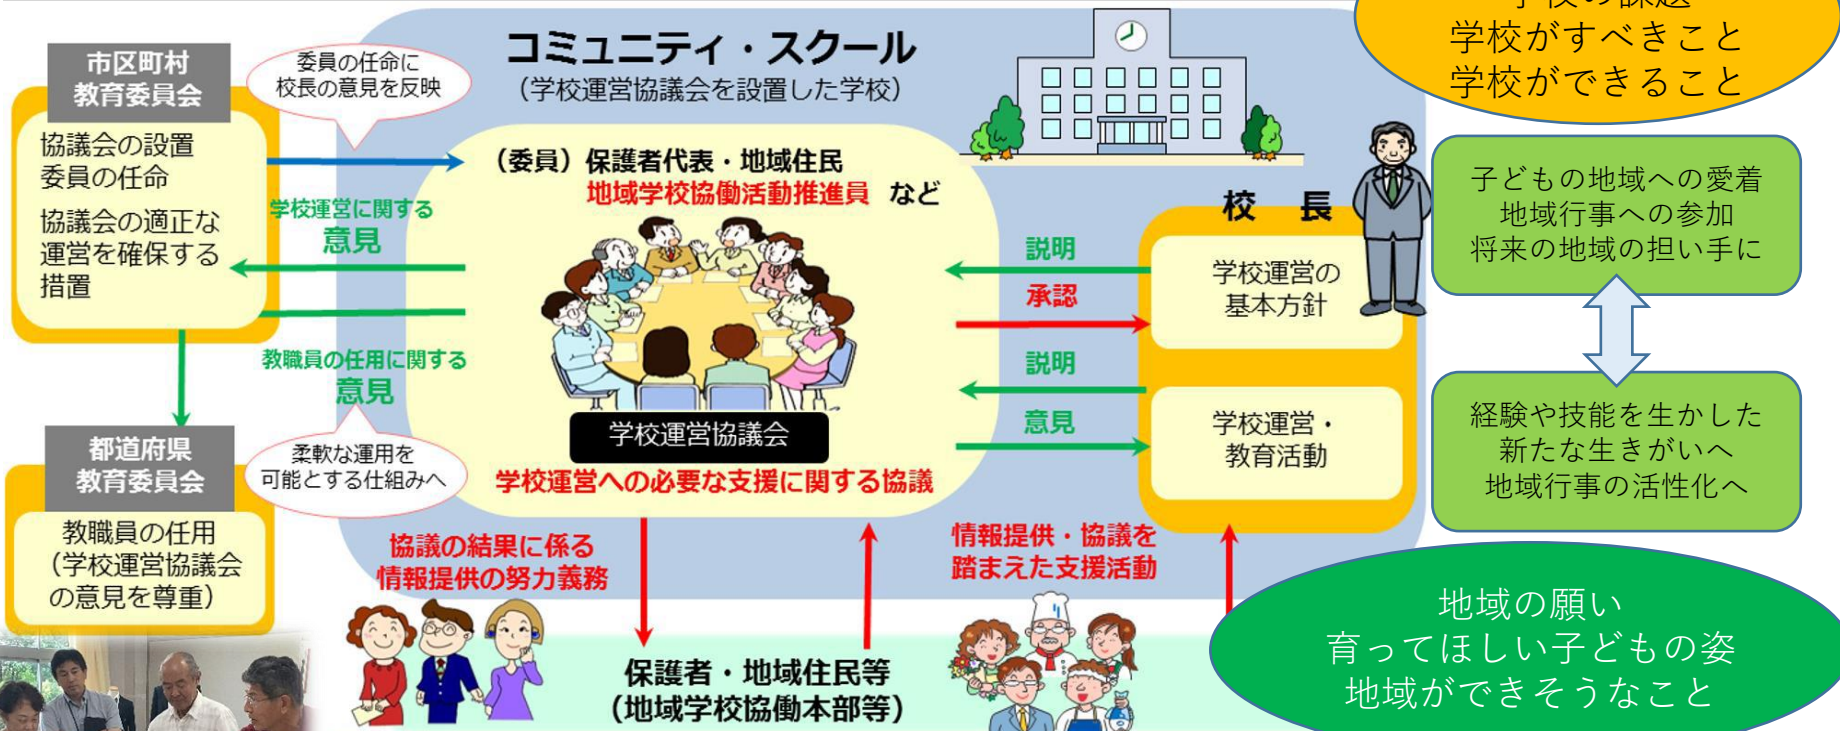 コミュニティ・スクール
（学校運営協議会を設置した学校）
市区町村
教育委員会
協議会の設置
委員の任命
協議会の適正な
運営を確保する
措置
委員の任命に
校長の意見を反映
学校運営に関する
意見
教職員の任用に関する
意見
柔軟な運用を
可能とする仕組みへ
都道府県
教育委員会
教職員の任用
（学校運営協議会
の意見を尊重）
（委員）保護者代表・地域住民
地域学校協働活動推進員 など
学校運営協議会
学校運営への必要な支援に関する協議
説明
承認
説明
意見
校 長
学校運営の
基本方針
学校運営・
教育活動
協議の結果に係る
情報提供の努力義務
情報提供・協議を
踏まえた支援活動
保護者・地域住民等
（地域学校協働本部等）
学校の課題
学校がすべきこと
学校ができること
子どもの地域への愛着
地域行事への参加
将来の地域の担い手に
経験や技能を生かした
新たな生きがいへ
地域行事の活性化へ
地域の願い
育ってほしい子どもの姿
地域ができそうなこと